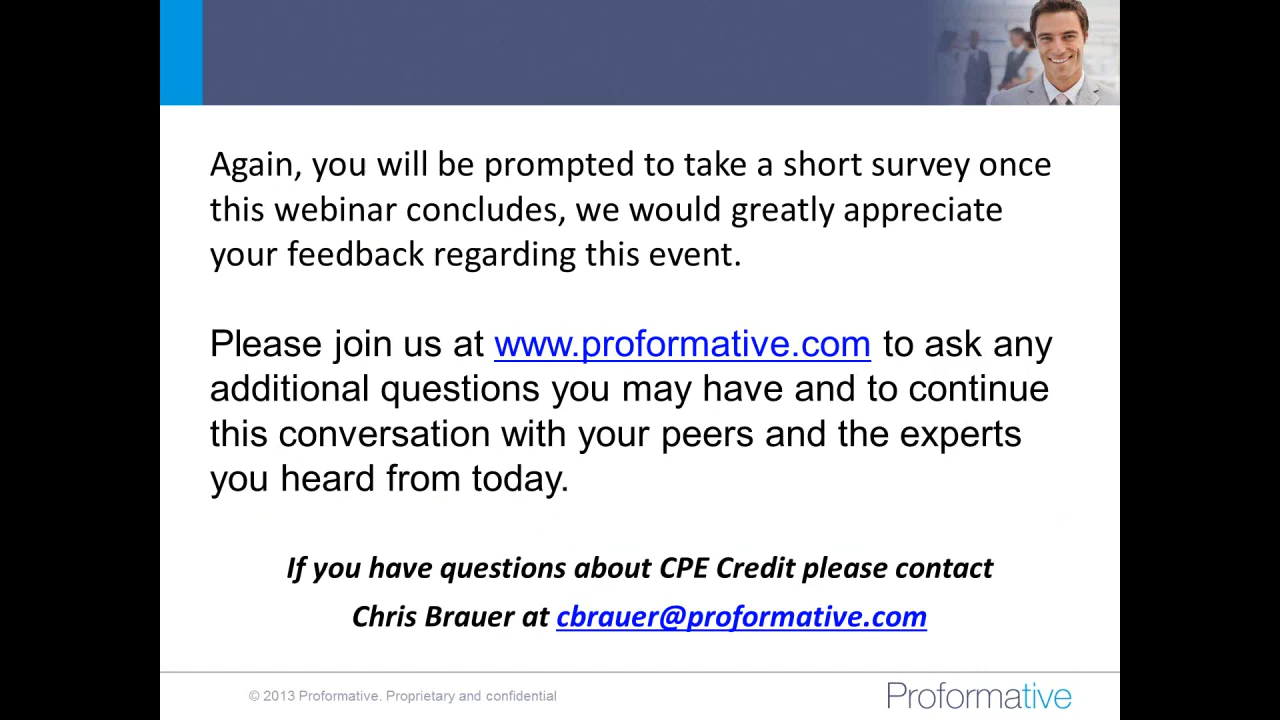 Again, you will be prompted to take a short survey once
this webinar concludes, we would greatly appreciate
your feedback regarding this event.
Please join us at www.proformative.com to ask any
additional questions you may have and to continue
this conversation with your peers and the experts
you heard from today.
If you have questions about CPE Credit please contact
Chris Brauer at cbrauer@proformative.com
© 2013 Proformative. Proprietary and confidential
Proformative